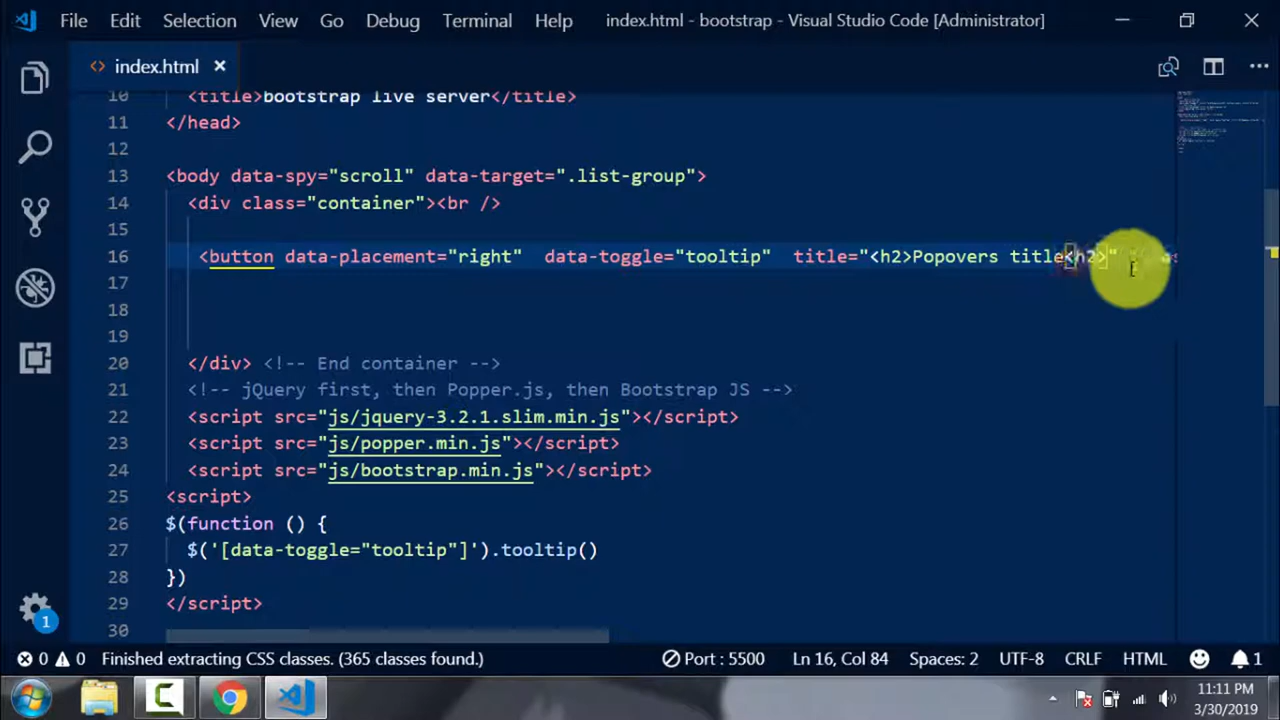 File Edit Selection View Go Debug Terminal Help index.html - bootstrap - Visual Studio Code [Administrator]
<> index.html ×
10 <title>bootstrap live server</title>
11 </head>
12
13 <body data-spy="scroll" data-target=".list-group">
14 <div class="container"><br />
15
16 <button data-placement="right" data-toggle="tooltip" title="<h2>Popovers title<h2>"
17
18
19
20 </div> <!-- End container -->
21 <!-- jQuery first, then Popper.js, then Bootstrap JS -->
22 <script src="js/jquery-3.2.1.slim.min.js"></script>
23 <script src="js/popper.min.js"></script>
24 <script src="js/bootstrap.min.js"></script>
25 <script>
26 $(function () {
27 $('[data-toggle="tooltip"]').tooltip()
28 })
29 </script>
30
1
0 0 Finished extracting CSS classes. (365 classes found.) Port : 5500 Ln 16, Col 84 Spaces: 2 UTF-8 CRLF HTML 1
11:11 PM
3/30/2019